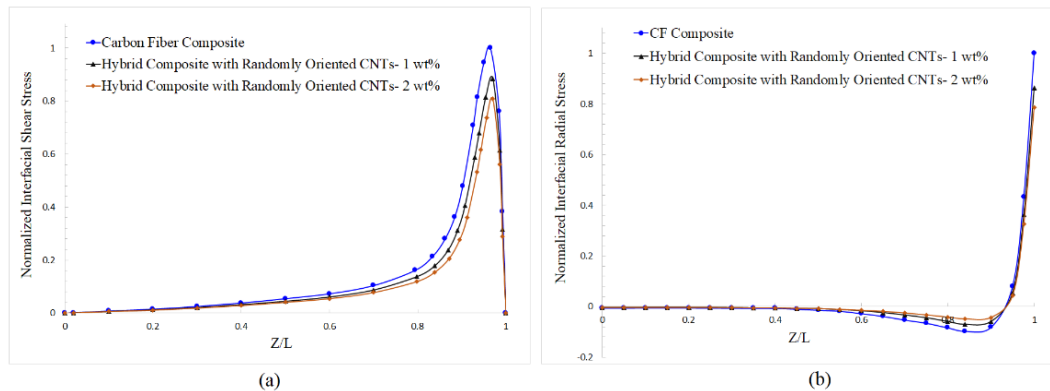 Carbon Fiber Composite
Hybrid Composite with Randomly Oriented CNTs- 1 wt%
Hybrid Composite with Randomly Oriented CNTs- 2 wt%
Normalized Interfacial Shear Stress
1
0.8
0.6
0.4
0.2
0
0 0.2 0.4 0.6 0.8 1
Z/L
(a)
CF Composite
Hybrid Composite with Randomly Oriented CNTs- 1 wt%
Hybrid Composite with Randomly Oriented CNTs- 2 wt%
Normalized Interfacial Radial Stress
1
0.8
0.6
0.4
0.2
0
-0.2
0 0.2 0.4 0.6 0.8 1
Z/L
(b)